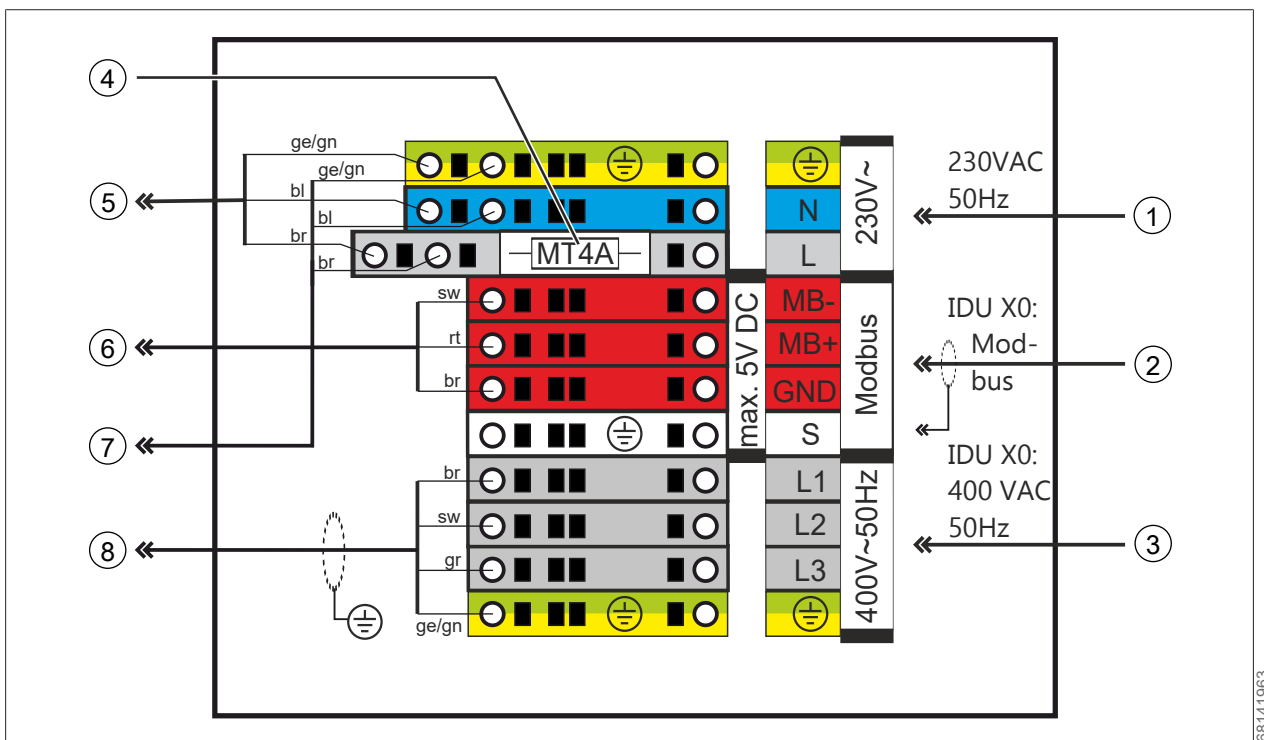 4
ge/gn
ge/gn
230VAC
50Hz
5
bl
bl
N
230V~
1
br
br
MT4A
L
sw
MB-
IDU X0:
Mod-
bus
6
rt
MB+
max. 5V DC
Modbus
2
br
GND
7
S
br
L1
IDU X0:
400 VAC
50Hz
8
sw
L2
400V~50Hz
3
gr
L3
ge/gn
68141963